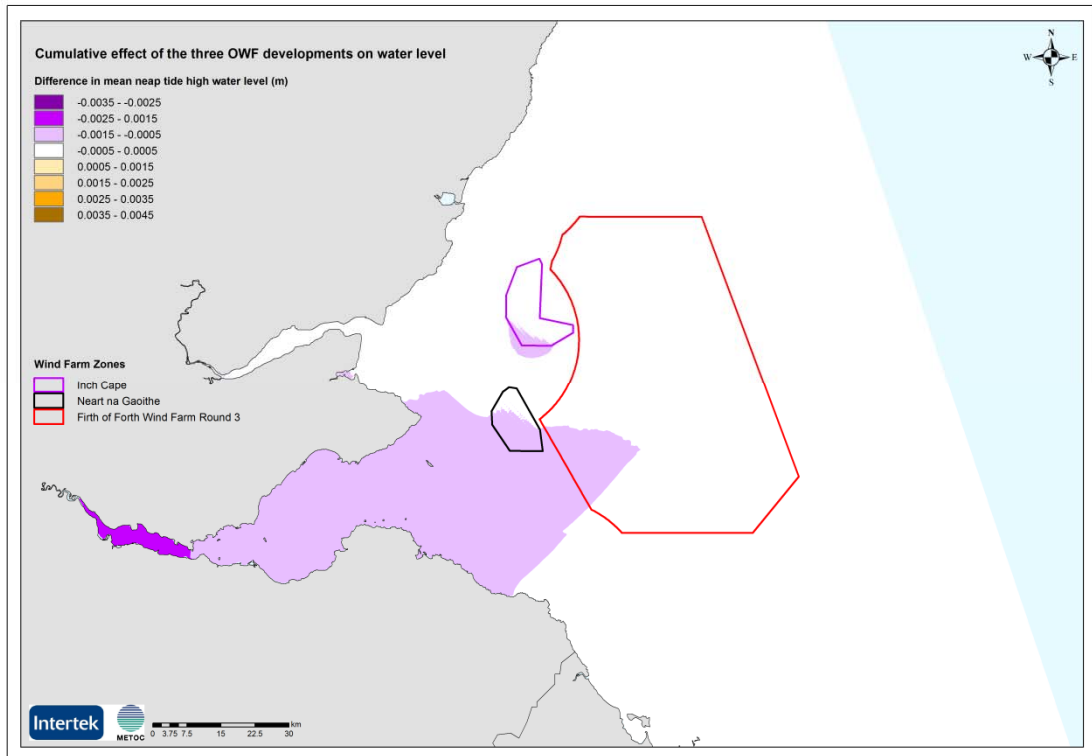 Cumulative effect of the three OWF developments on water level
Difference in mean neap tide high water level (m)
-0.0035 - -0.0025
-0.0025 - 0.0015
-0.0015 - -0.0005
-0.0005 - 0.0005
0.0005 - 0.0015
0.0015 - 0.0025
0.0025 - 0.0035
0.0035 - 0.0045
N
W E
S
Wind Farm Zones
Inch Cape
Neart na Gaoithe
Firth of Forth Wind Farm Round 3
Intertek
METOC
km
0 3.75 7.5 15 22.5 30